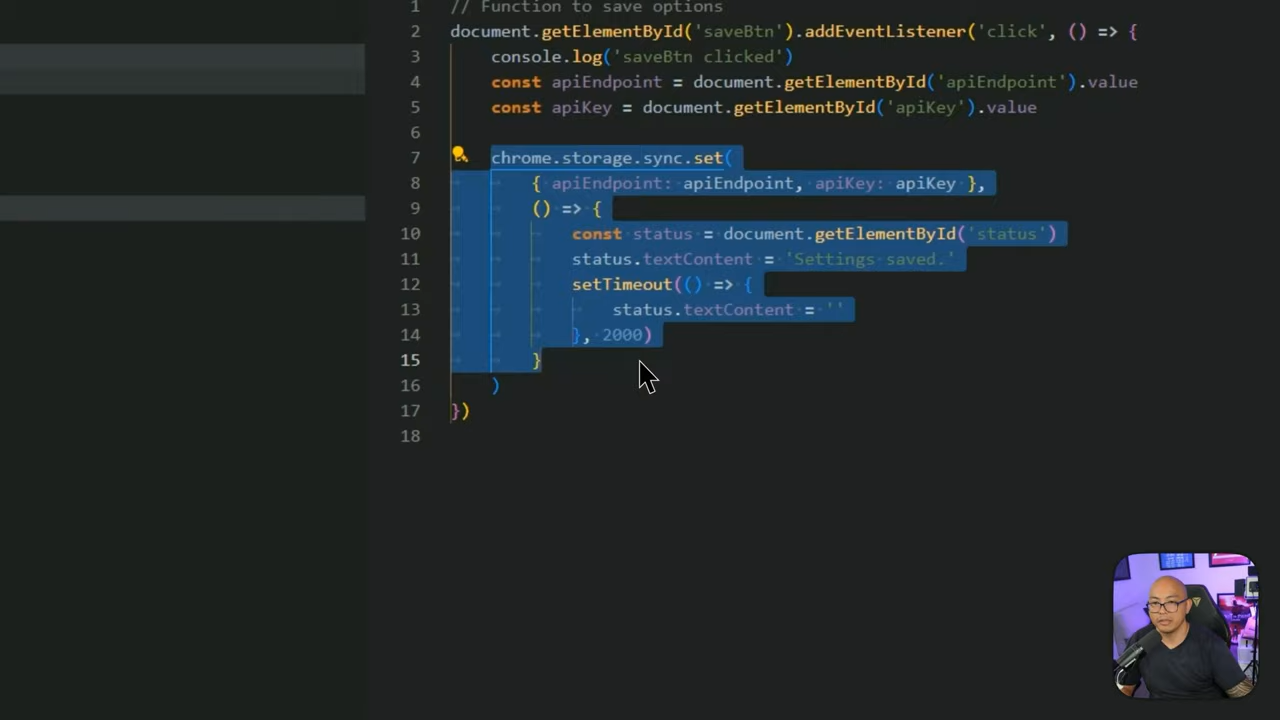 1 // Function to save options
2 document.getElementById('saveBtn').addEventListener('click', () => {
3 console.log('saveBtn clicked')
4 const apiEndpoint = document.getElementById('apiEndpoint').value
5 const apiKey = document.getElementById('apiKey').value
6
7 chrome.storage.sync.set(
8 { apiEndpoint: apiEndpoint, apiKey: apiKey },
9 () => {
10 const status = document.getElementById('status')
11 status.textContent = 'Settings saved.'
12 setTimeout(() => {
13 status.textContent = ''
14 }, 2000)
15 }
16 )
17 })
18